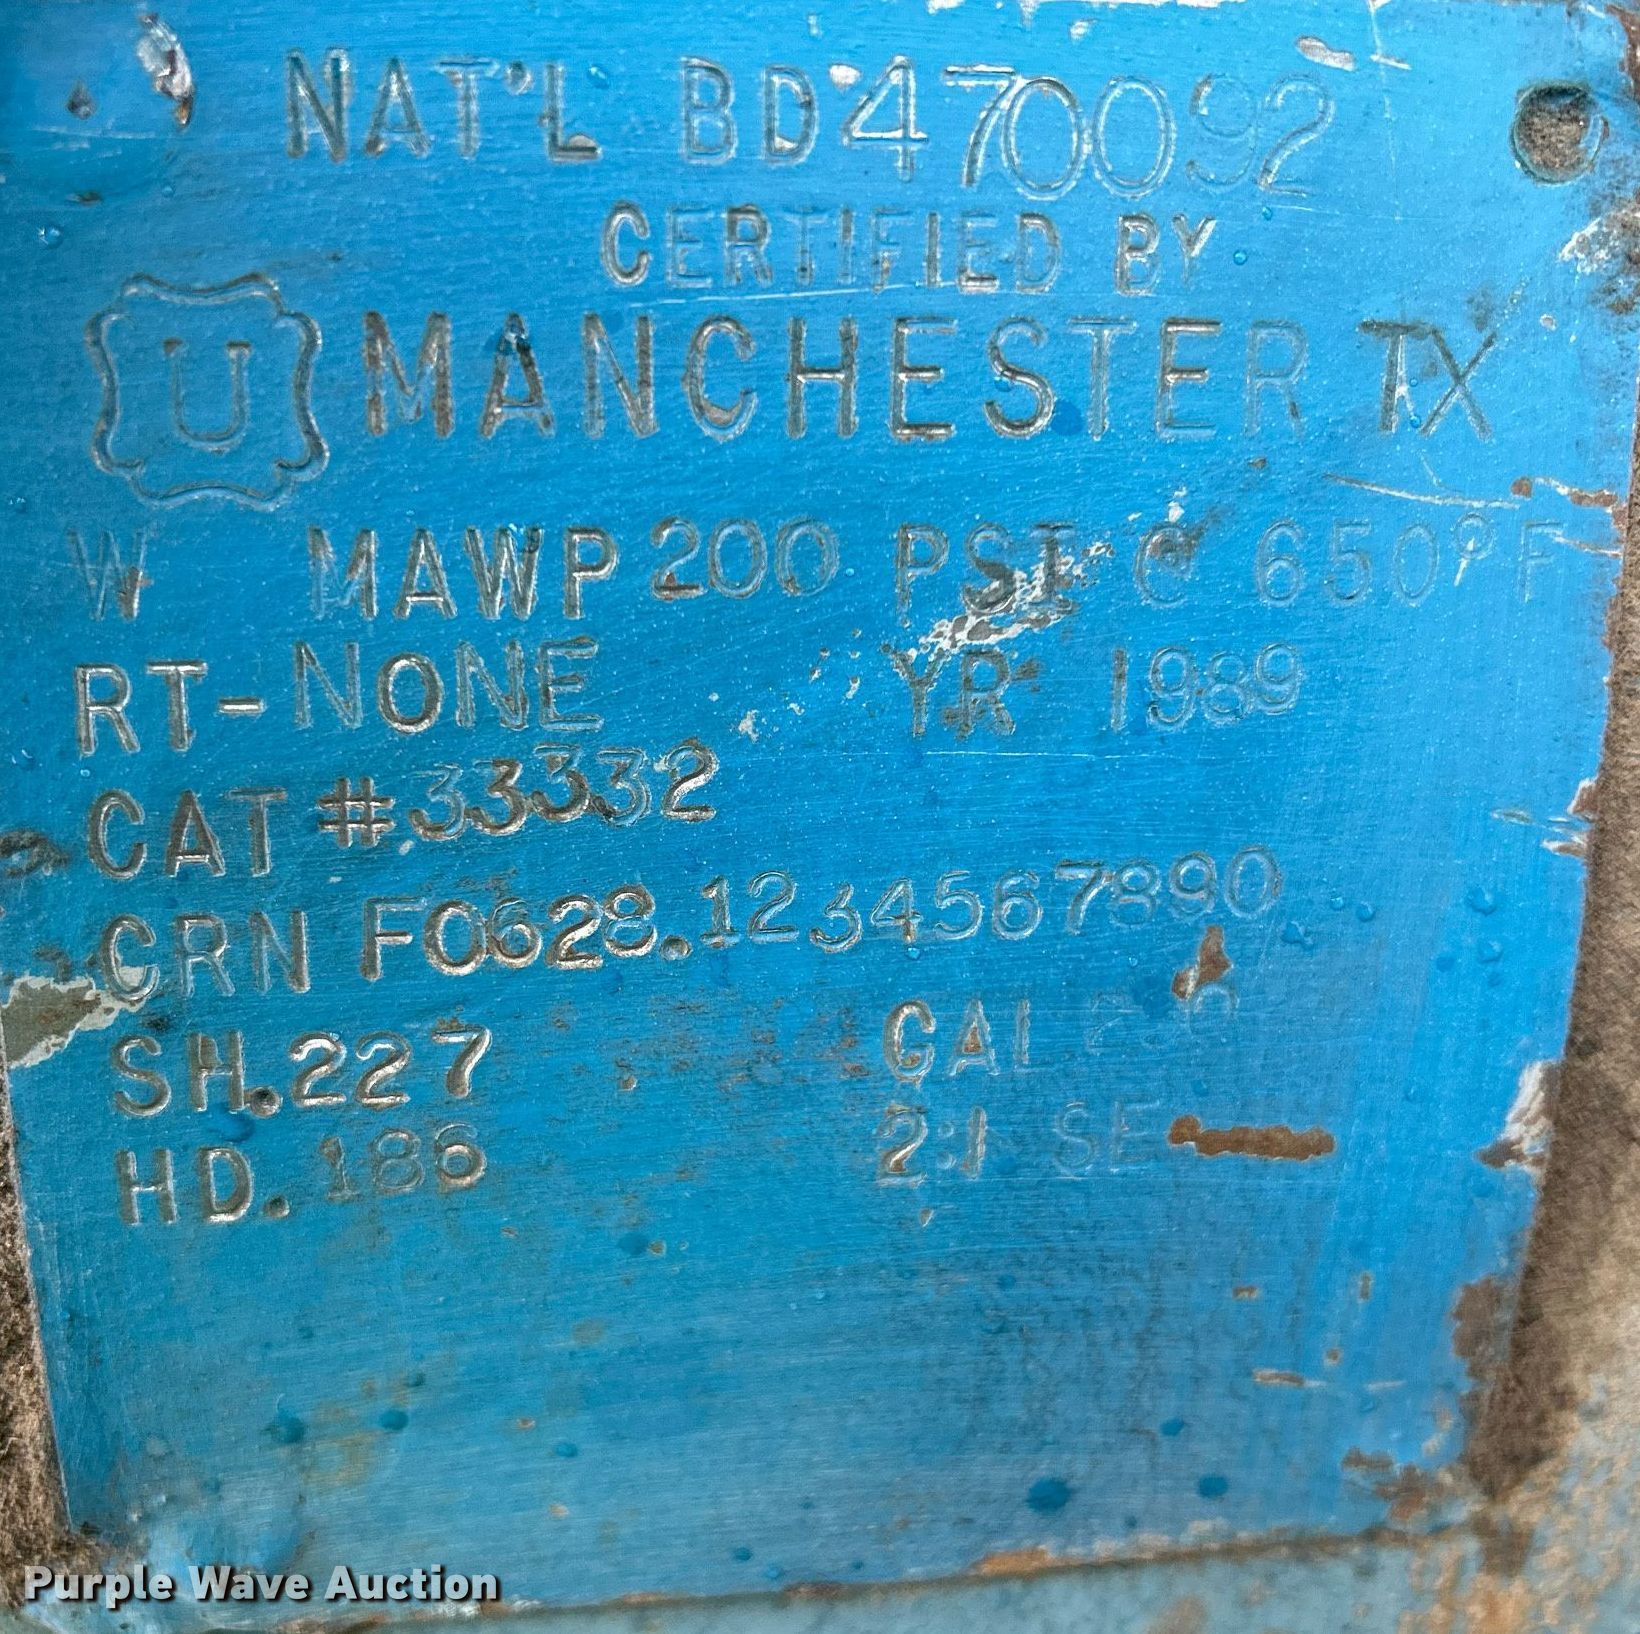 NAT'L BD 470092
CERTIFIED BY
U MANCHESTER TX
W MAWP 200 PSI @ 650°F
RT-NONE YR 1989
CAT #33332
CRN F0628.1234567890
SH.227 GAL
HD.186 2:1 SE
Purple Wave Auction